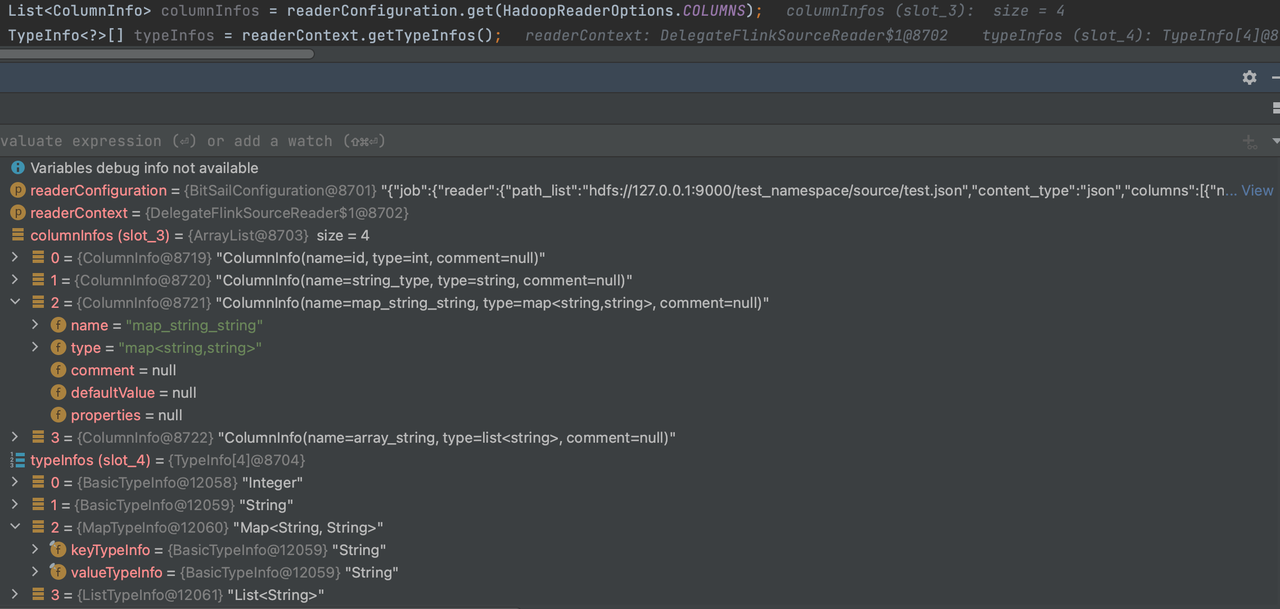 List<ColumnInfo> columnInfos = readerConfiguration.get(HadoopReaderOptions.COLUMNS);   columnInfos (slot_3):  size = 4
TypeInfo<?>[] typeInfos = readerContext.getTypeInfos();   readerContext: DelegateFlinkSourceReader$1@8702    typeInfos (slot_4): TypeInfo[4]@8
valuate expression (⏎) or add a watch (⇧⌘⏎)
Variables debug info not available
readerConfiguration = {BitSailConfiguration@8701} "{"job":{"reader":{"path_list":"hdfs://127.0.0.1:9000/test_namespace/source/test.json","content_type":"json","columns":[{"n... View
readerContext = {DelegateFlinkSourceReader$1@8702}
columnInfos (slot_3) = {ArrayList@8703}  size = 4
0 = {ColumnInfo@8719} "ColumnInfo(name=id, type=int, comment=null)"
1 = {ColumnInfo@8720} "ColumnInfo(name=string_type, type=string, comment=null)"
2 = {ColumnInfo@8721} "ColumnInfo(name=map_string_string, type=map<string,string>, comment=null)"
f name = "map_string_string"
f type = "map<string,string>"
f comment = null
f defaultValue = null
f properties = null
3 = {ColumnInfo@8722} "ColumnInfo(name=array_string, type=list<string>, comment=null)"
typeInfos (slot_4) = {TypeInfo[4]@8704}
0 = {BasicTypeInfo@12058} "Integer"
1 = {BasicTypeInfo@12059} "String"
2 = {MapTypeInfo@12060} "Map<String, String>"
f keyTypeInfo = {BasicTypeInfo@12059} "String"
f valueTypeInfo = {BasicTypeInfo@12059} "String"
3 = {ListTypeInfo@12061} "List<String>"